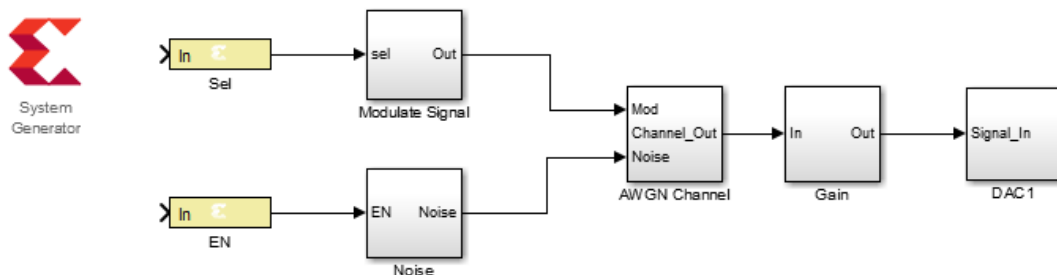 System
Generator
In
Sel
sel Out
Modulate Signal
In
EN
EN Noise
Noise
Mod
Channel_Out
Noise
AWGN Channel
In Out
Gain
Signal_In
DAC1